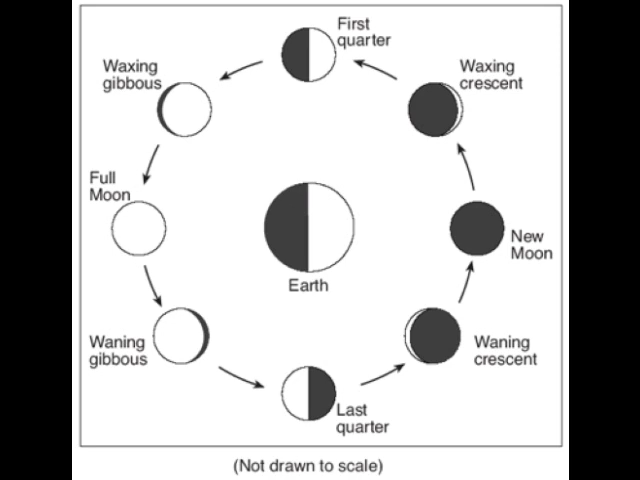 First
quarter
Waxing
gibbous
Waxing
crescent
Full
Moon
New
Moon
Earth
Waning
gibbous
Waning
crescent
Last
quarter
(Not drawn to scale)